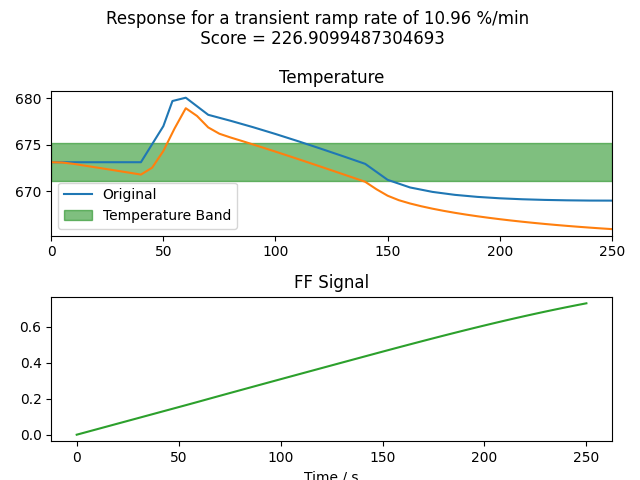 Response for a transient ramp rate of 10.96 %/min
Score = 226.9099487304693
Temperature
680
675
670
Original
Temperature Band
0 50 100 150 200 250
FF Signal
0.6
0.4
0.2
0.0
0 50 100 150 200 250
Time / s